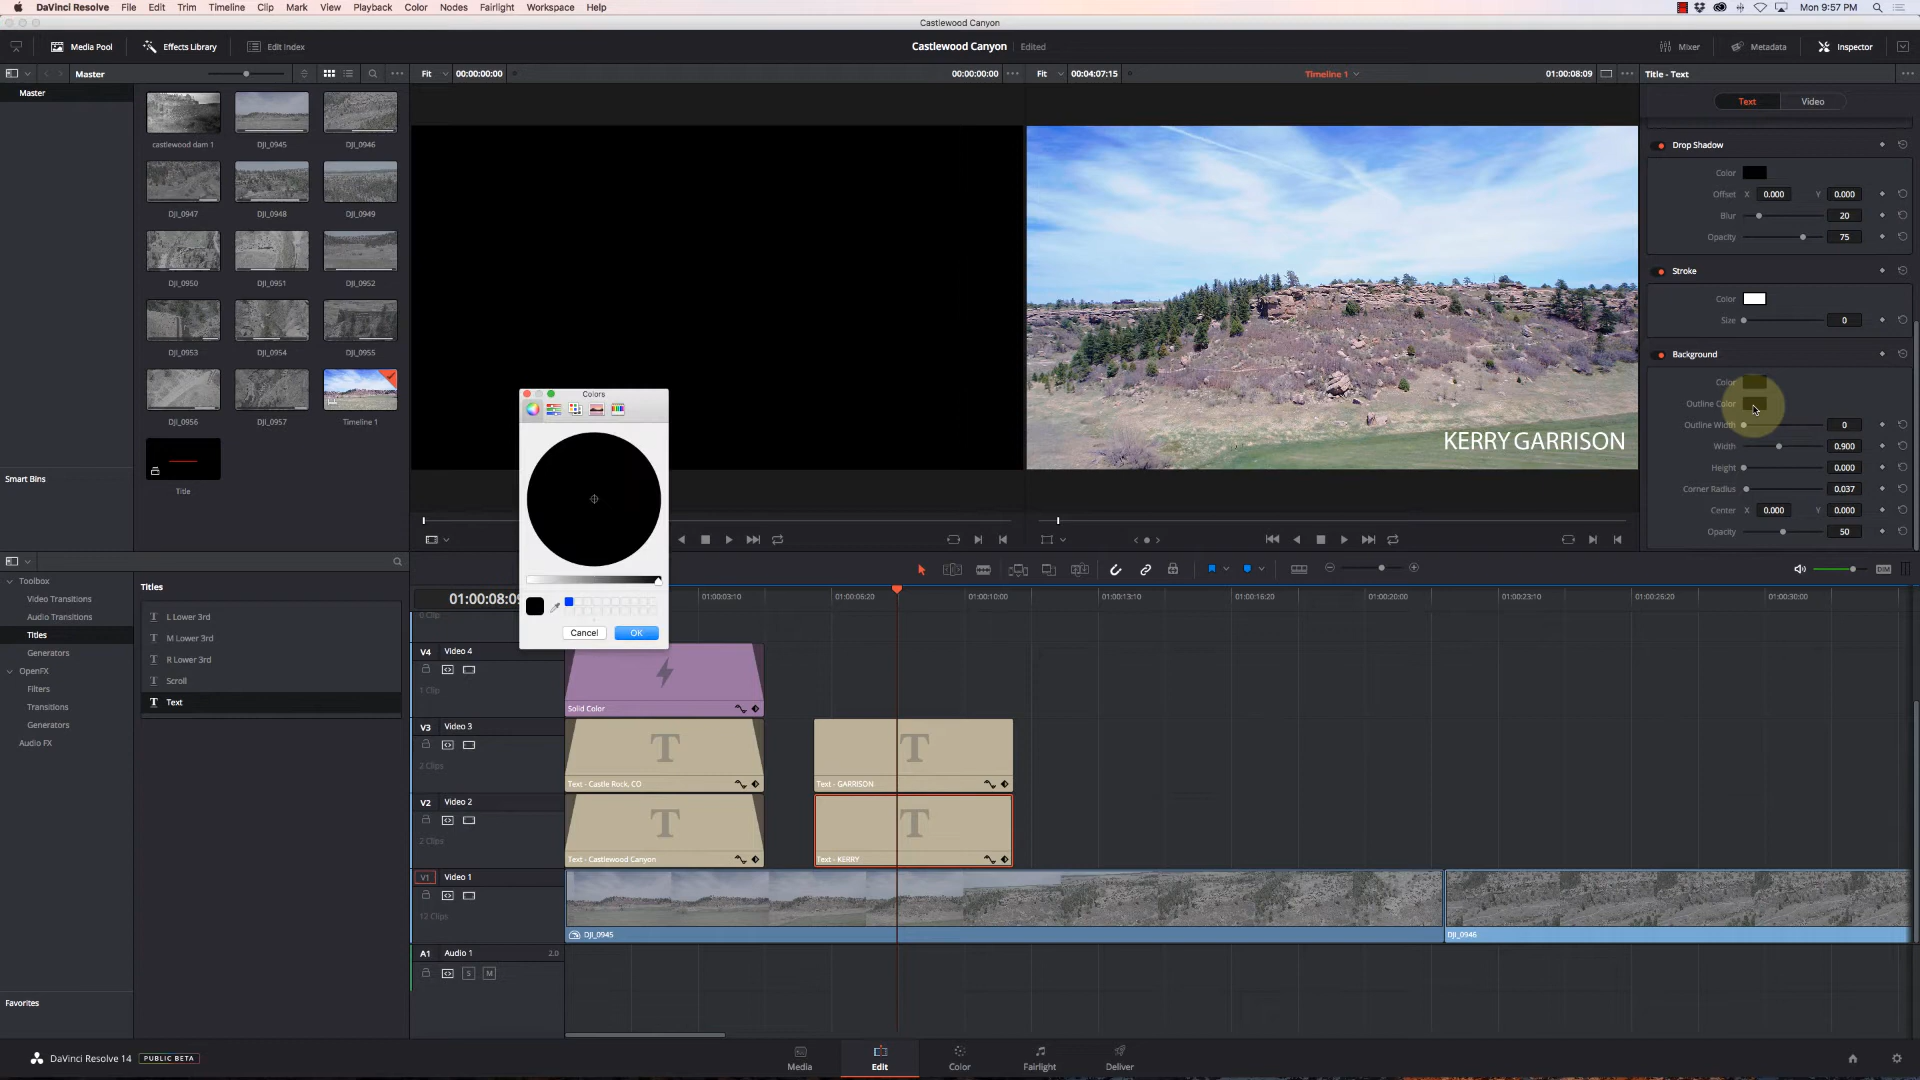 DaVinci Resolve File Edit Trim Timeline Clip Mark View Playback Color Nodes Fairlight Workspace Help Mon 9:57 PM
Castlewood Canyon
Media Pool Effects Library Edit Index Castlewood Canyon Edited Mixer Metadata Inspector
Master Fit 00:00:00:00 00:00:00:00 Fit 00:04:07:15 Timeline 1 01:00:08:09 Title - Text
Master
Text Video
castlewood dam 1 DJI_0945 DJI_0946
DJI_0947 DJI_0948 DJI_0949
DJI_0950 DJI_0951 DJI_0952
DJI_0953 DJI_0954 DJI_0955
DJI_0956 DJI_0957 Timeline 1
Title
Smart Bins
KERRY GARRISON
Drop Shadow
Color
Offset X 0.000 Y 0.000
Blur 20
Opacity 75
Stroke
Color
Size 0
Background
Color
Outline Color
Outline Width 0
Width 0.900
Height 0.000
Corner Radius 0.037
Center X 0.000 Y 0.000
Opacity 50
Colors
Cancel OK
Toolbox
Video Transitions
Audio Transitions
Titles
Generators
OpenFX
Filters
Transitions
Generators
Audio FX
Favorites
Titles
L Lower 3rd
M Lower 3rd
R Lower 3rd
Scroll
Text
DIM
01:00:08:09 01:00:03:10 01:00:06:20 01:00:10:00 01:00:13:10 01:00:16:20 01:00:20:00 01:00:23:10 01:00:26:20 01:00:30:00
0 Clip
V4 Video 4
1 Clip
Solid Color
V3 Video 3
2 Clips
Text - Castle Rock, CO T Text - GARRISON T
V2 Video 2
2 Clips
Text - Castlewood Canyon T Text - KERRY T
V1 Video 1
12 Clips
DJI_0945 DJI_0946
A1 Audio 1 2.0
S M
DaVinci Resolve 14 PUBLIC BETA
Media Edit Color Fairlight Deliver